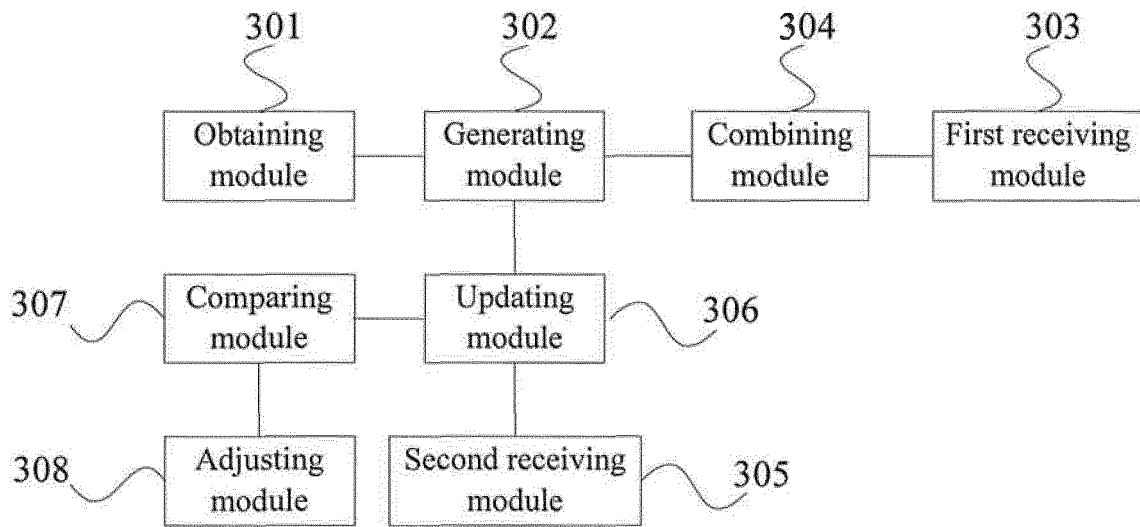 301
302
304
303
Obtaining
module
Generating
module
Combining
module
First receiving
module
307
Comparing
module
Updating
module
306
308
Adjusting
module
Second receiving
module
305